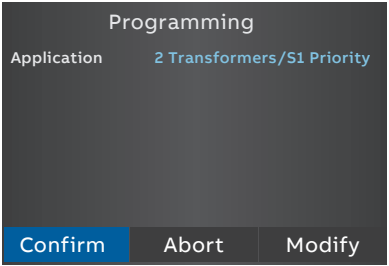 Programming
Application 2 Transformers/S1 Priority
Confirm Abort Modify